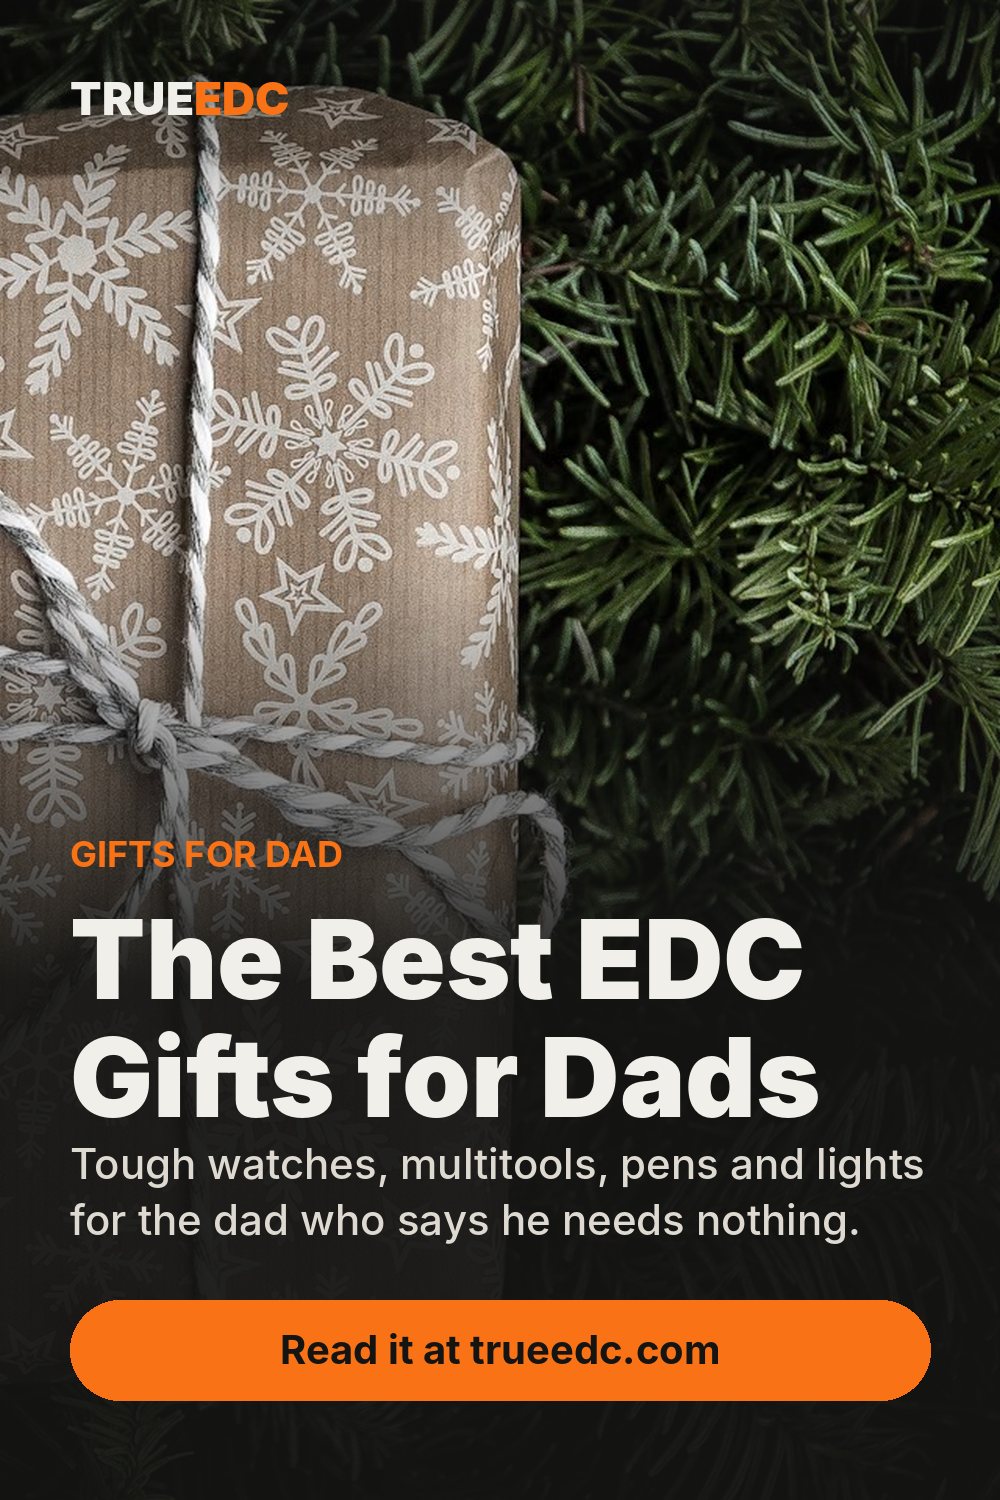 TRUEEDC
GIFTS FOR DAD
The Best EDC
Gifts for Dads
Tough watches, multitools, pens and lights
for the dad who says he needs nothing.
Read it at trueedc.com